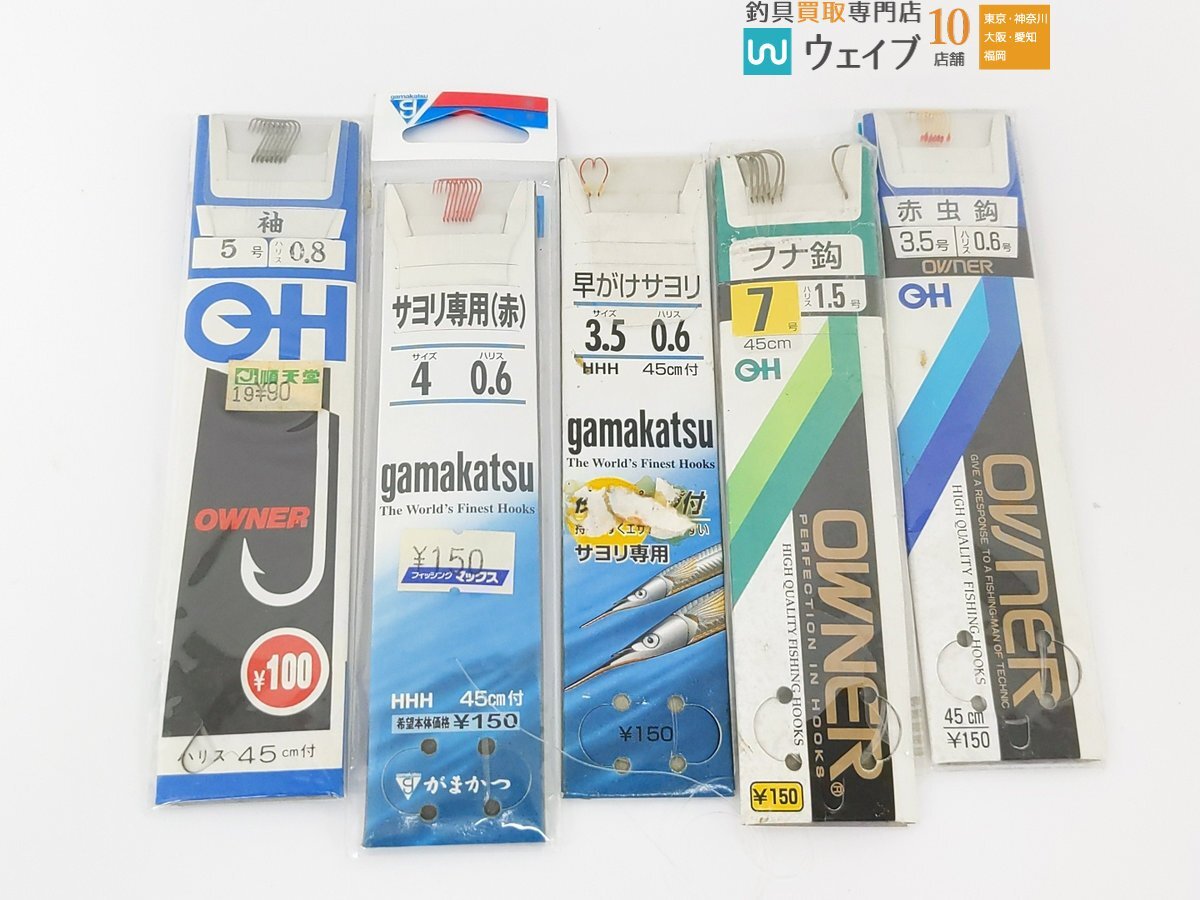 釣具買取専門店
ウェイブ
10
店舗
東京・神奈川
大阪・愛知
福岡
袖
5号 ハリス 0.8
OH
順天堂
19¥90
OWNER
¥100
ハリス 45cm付
gamakatsu
サヨリ専用(赤)
サイズ ハリス
4 0.6
gamakatsu
The World's Finest Hooks
¥150
フィッシングマックス
HHH 45cm付
希望本体価格 ¥150
がまかつ
早がけサヨリ
サイズ ハリス
3.5 0.6
HHH 45cm付
gamakatsu
The World's Finest Hooks
付
サヨリ専用
¥150
フナ鈎
7号 ハリス 1.5号
45cm
OH
OWNER
PERFECTION IN HOOKS
HIGH QUALITY FISHING HOOKS
¥150
赤虫鈎
3.5号 ハリス 0.6号
OWNER
OH
OWNER
GIVE A RESPONSE TO A FISHING-MAN OF TECHNIC
HIGH QUALITY FISHING HOOKS
45cm
¥150